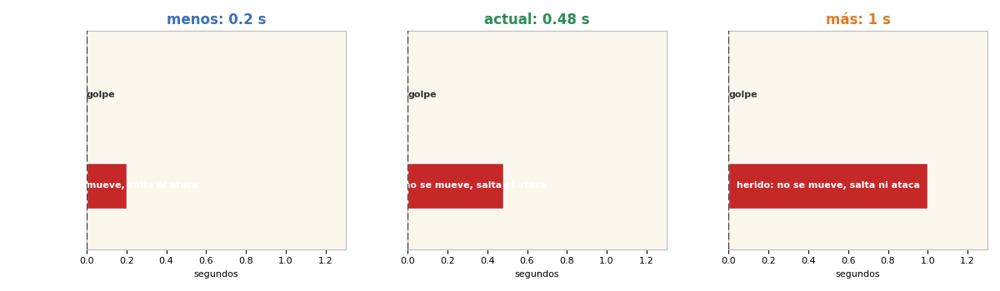 menos: 0.2 s
golpe
mueve, salta ni ataca
0.0 0.2 0.4 0.6 0.8 1.0 1.2
segundos
actual: 0.48 s
golpe
no se mueve, salta ni ataca
0.0 0.2 0.4 0.6 0.8 1.0 1.2
segundos
más: 1 s
golpe
herido: no se mueve, salta ni ataca
0.0 0.2 0.4 0.6 0.8 1.0 1.2
segundos